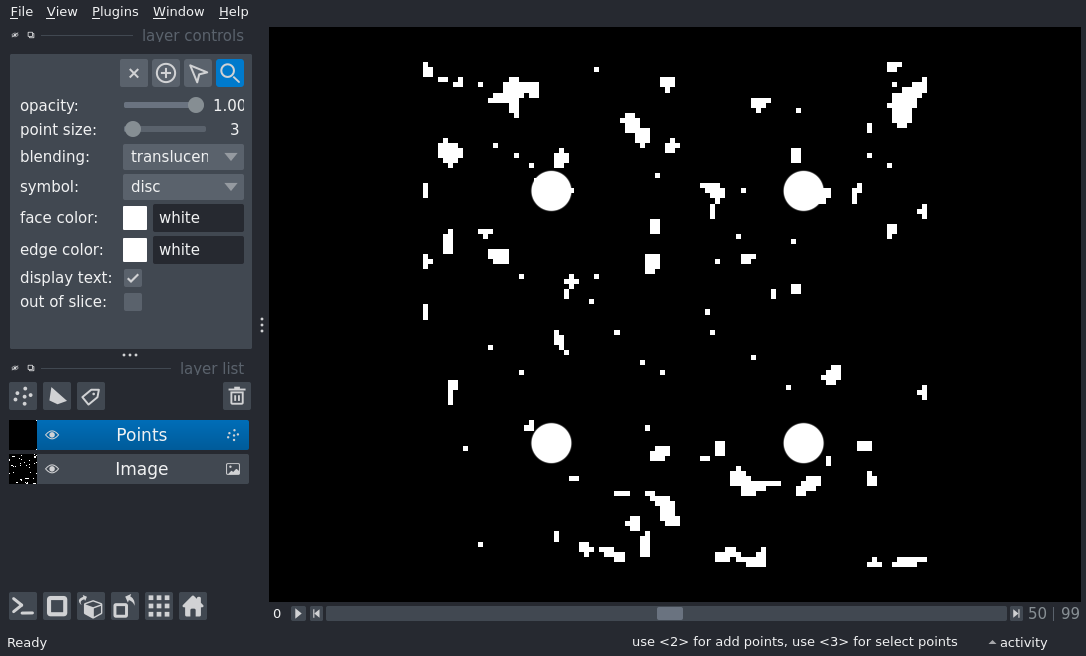 File View Plugins Window Help
layer controls
opacity: 1.00
point size: 3
blending: translucen
symbol: disc
face color: white
edge color: white
display text:
out of slice:
layer list
Points
Image
0 50 99
Ready use <2> for add points, use <3> for select points activity